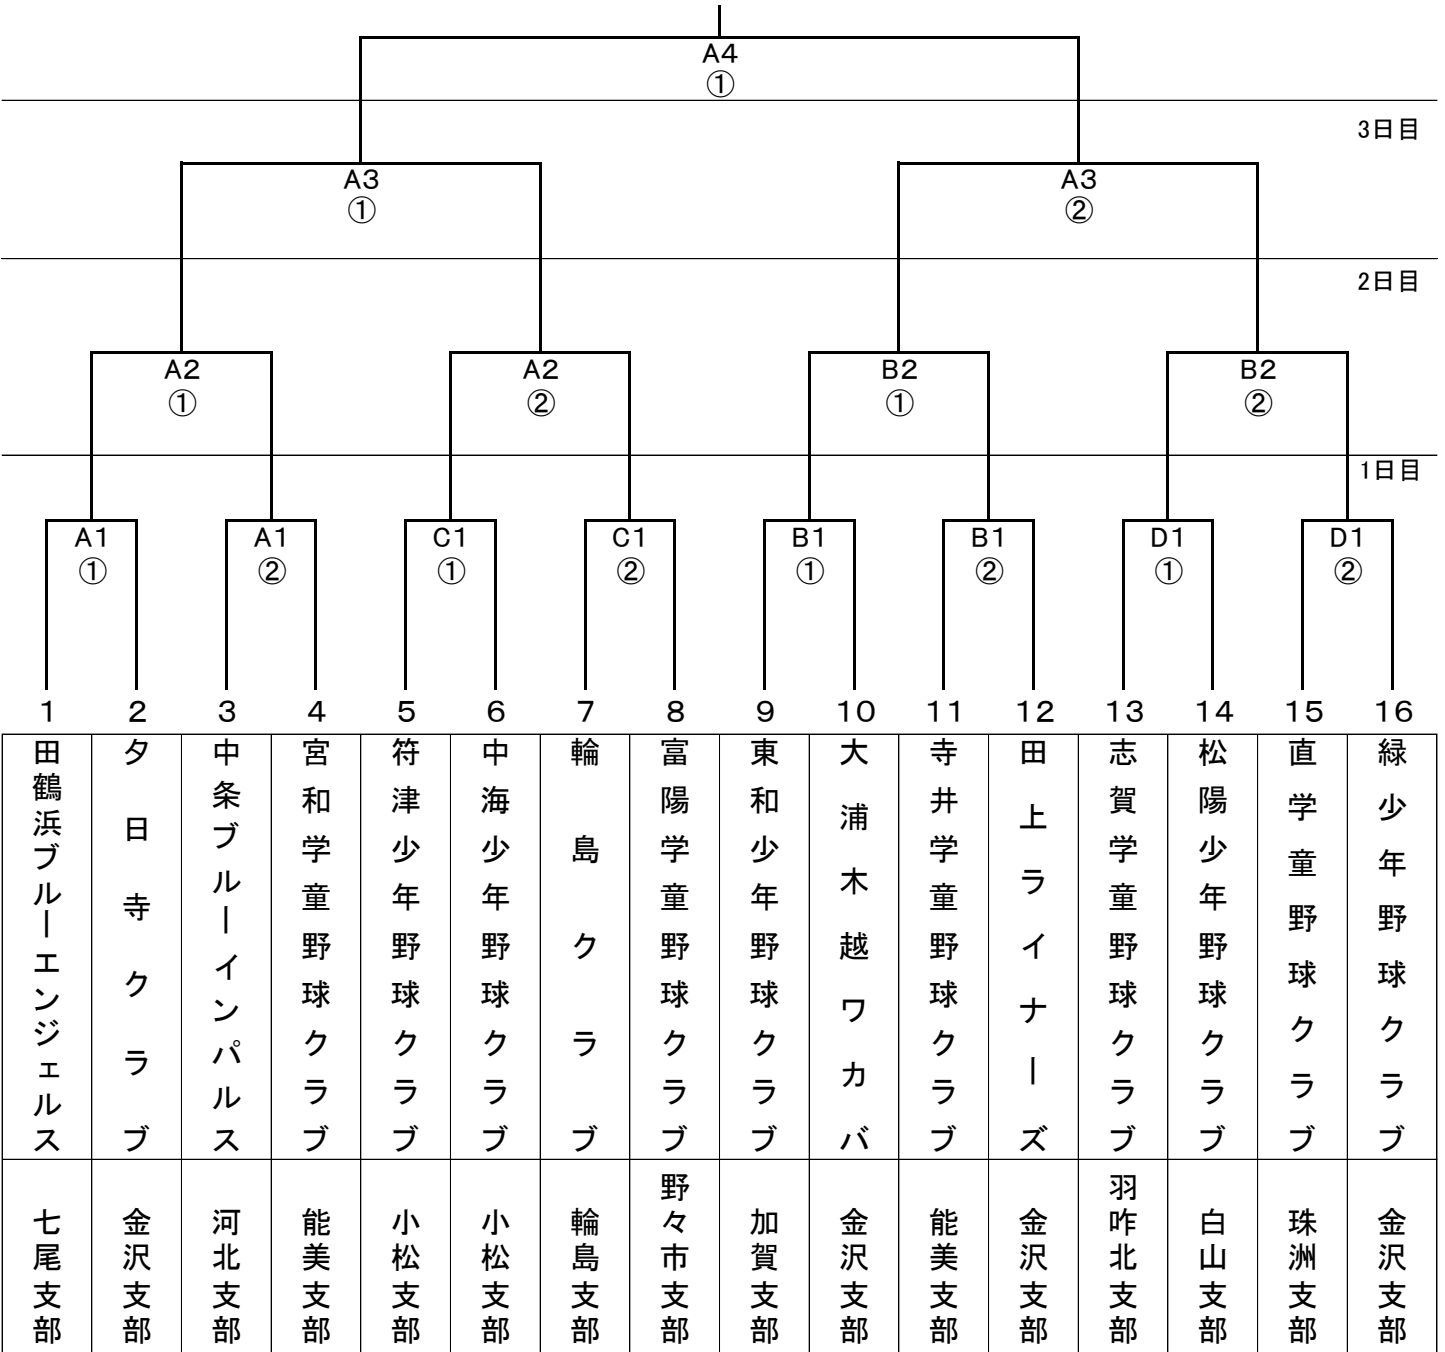 A4
①
3日目
A3 A3
① ②
2日目
A2 A2 B2 B2
① ② ① ②
1日目
A1 A1 C1 C1 B1 B1 D1 D1
① ② ① ② ① ② ① ②
1 2 3 4 5 6 7 8 9 10 11 12 13 14 15 16
田鶴浜ブルーエンジェルス
夕日寺クラブ
中条ブルーインパルス
宮和学童野球クラブ
符津少年野球クラブ
中海少年野球クラブ
輪島クラブ
富陽学童野球クラブ
東和少年野球クラブ
大浦木越ワカバ
寺井学童野球クラブ
田上ライナーズ
志賀学童野球クラブ
松陽少年野球クラブ
直学童野球クラブ
緑少年野球クラブ
七尾支部
金沢支部
河北支部
能美支部
小松支部
小松支部
輪島支部
野々市支部
加賀支部
金沢支部
能美支部
金沢支部
羽咋北支部
白山支部
珠洲支部
金沢支部